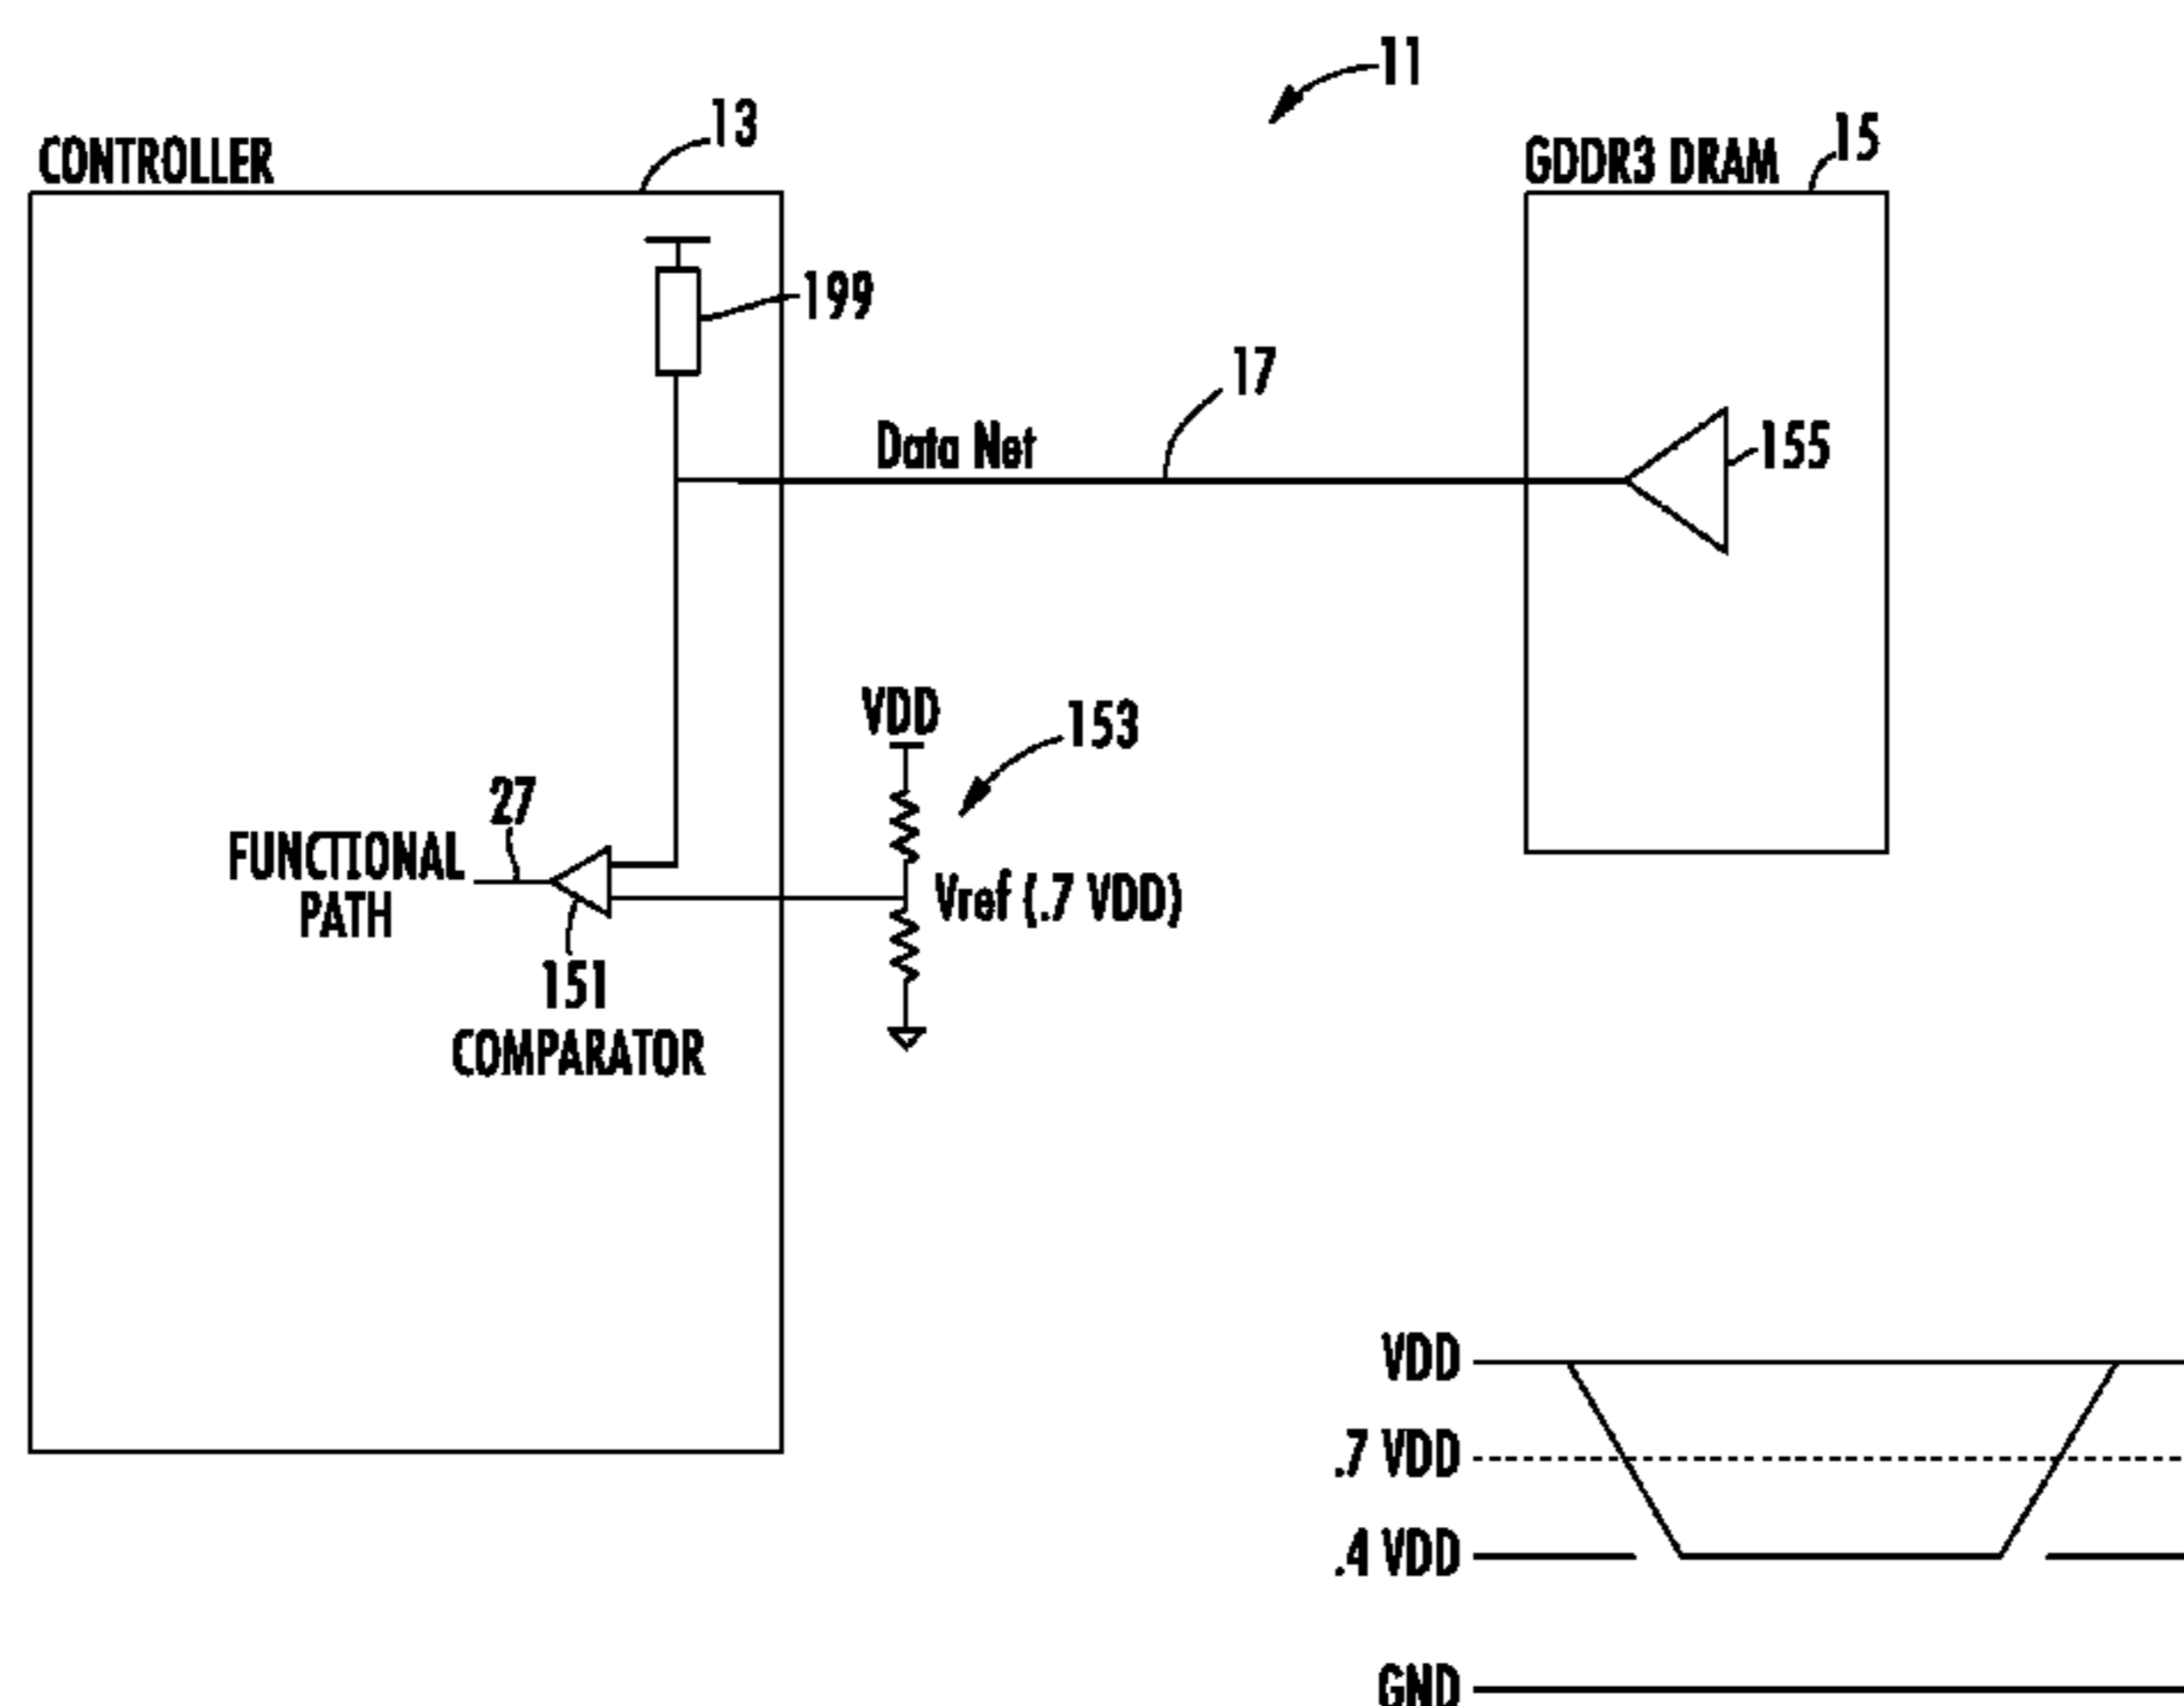 11
13
CONTROLLER
15
GDDR3 DRAM
199
17
Data Net
155
VDD
153
27
FUNCTIONAL
PATH
Vref (.7 VDD)
151
COMPARATOR
VDD
.7 VDD
.4 VDD
GND